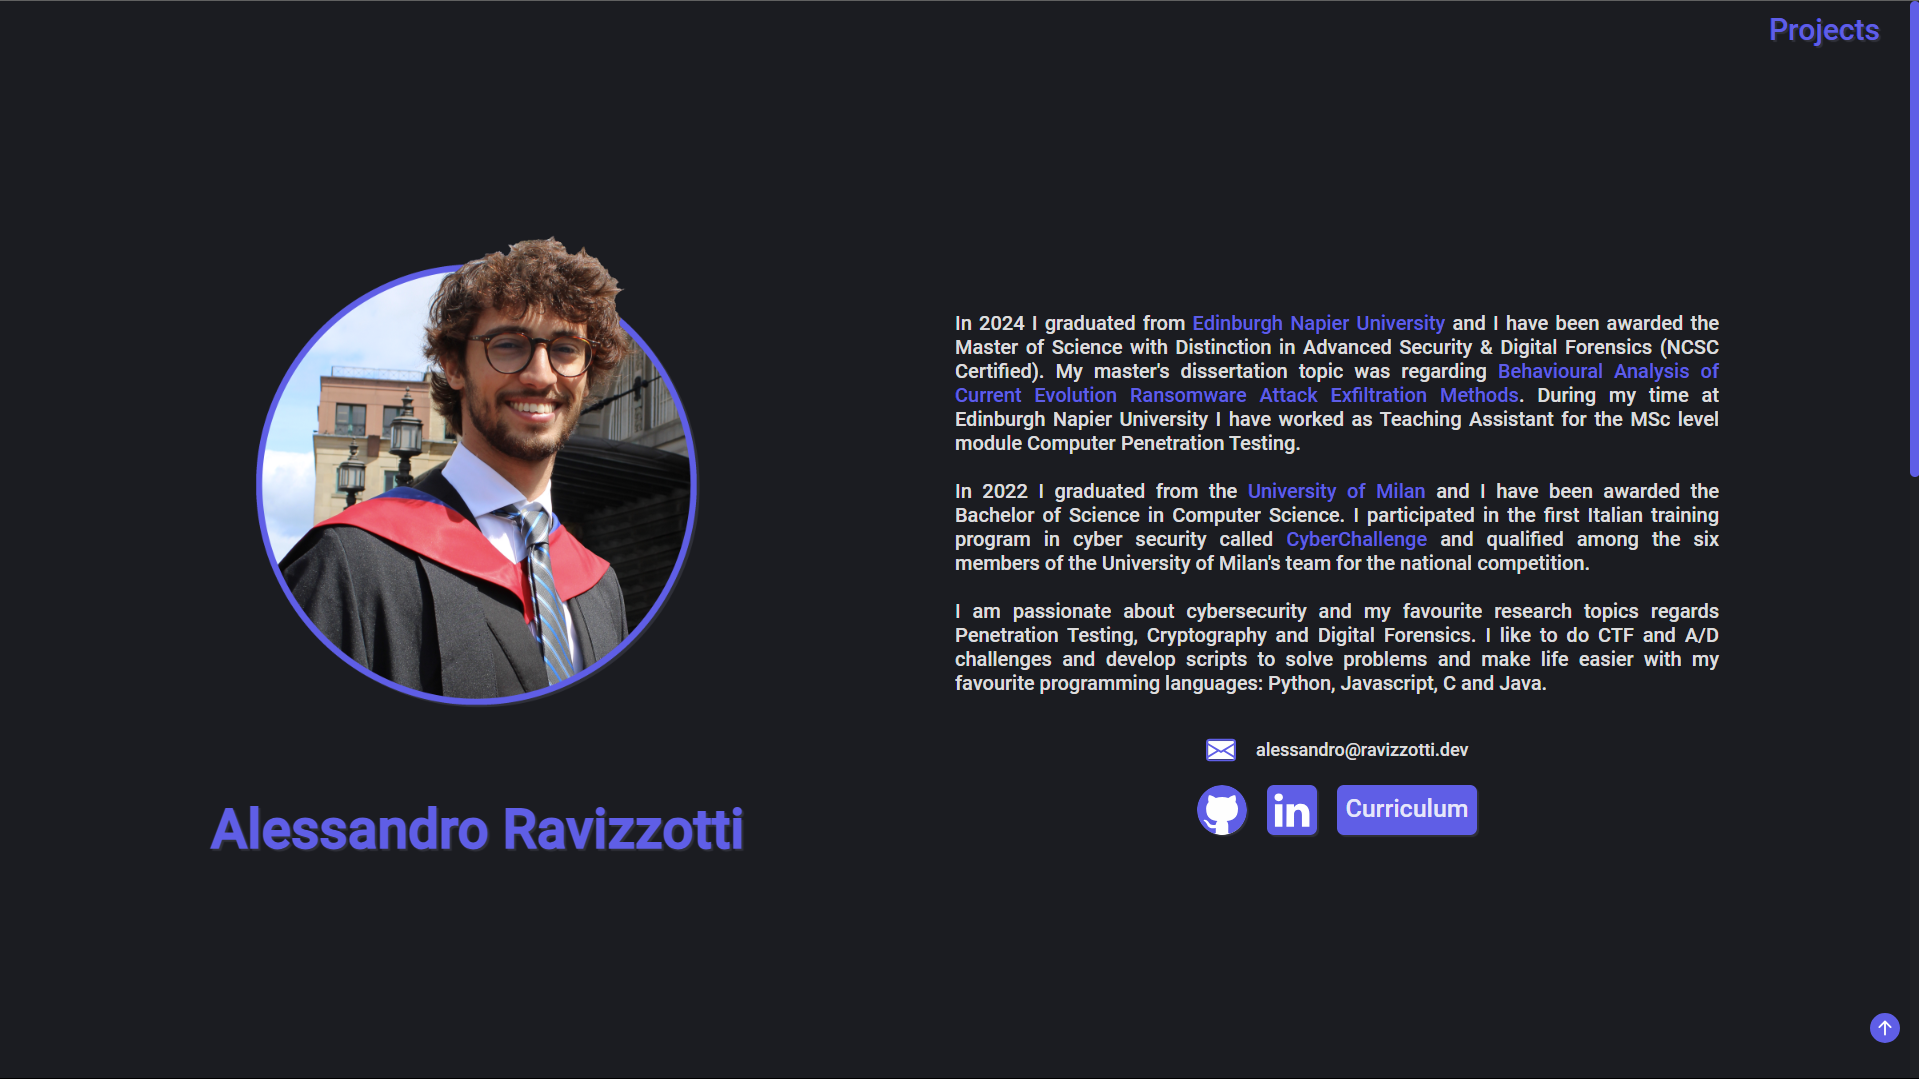 Projects
In 2024 I graduated from Edinburgh Napier University and I have been awarded the
Master of Science with Distinction in Advanced Security & Digital Forensics (NCSC
Certified). My master's dissertation topic was regarding Behavioural Analysis of
Current Evolution Ransomware Attack Exfiltration Methods. During my time at
Edinburgh Napier University I have worked as Teaching Assistant for the MSc level
module Computer Penetration Testing.
In 2022 I graduated from the University of Milan and I have been awarded the
Bachelor of Science in Computer Science. I participated in the first Italian training
program in cyber security called CyberChallenge and qualified among the six
members of the University of Milan's team for the national competition.
I am passionate about cybersecurity and my favourite research topics regards
Penetration Testing, Cryptography and Digital Forensics. I like to do CTF and A/D
challenges and develop scripts to solve problems and make life easier with my
favourite programming languages: Python, Javascript, C and Java.
alessandro@ravizzotti.dev
in
Curriculum
Alessandro Ravizzotti